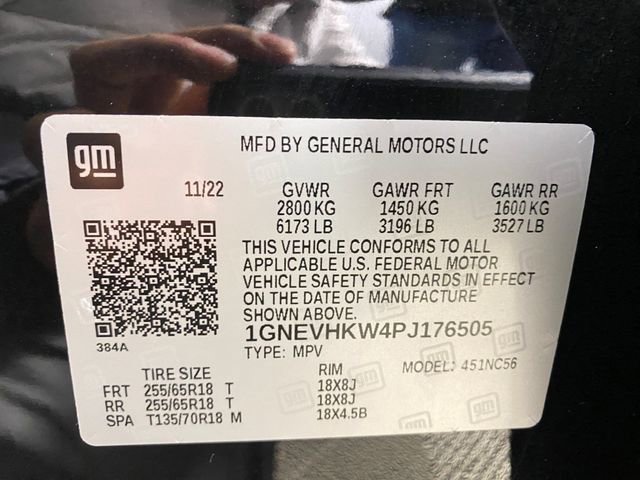 gm
MFD BY GENERAL MOTORS LLC
11/22 GVWR GAWR FRT GAWR RR
2800 KG 1450 KG 1600 KG
6173 LB 3196 LB 3527 LB
THIS VEHICLE CONFORMS TO ALL
APPLICABLE U.S. FEDERAL MOTOR
VEHICLE SAFETY STANDARDS IN EFFECT
ON THE DATE OF MANUFACTURE
SHOWN ABOVE.
384A
1GNEVHKW4PJ176505
TYPE: MPV MODEL: 451NC56
TIRE SIZE RIM
FRT 255/65R18 T 18X8J
RR 255/65R18 T 18X8J
SPA T135/70R18 M 18X4.5B